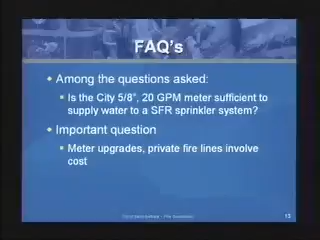 FAQ's
• Among the questions asked:
▪ Is the City 5/8", 20 GPM meter sufficient to
supply water to a SFR sprinkler system?
• Important question
▪ Meter upgrades, private fire lines involve
cost
13